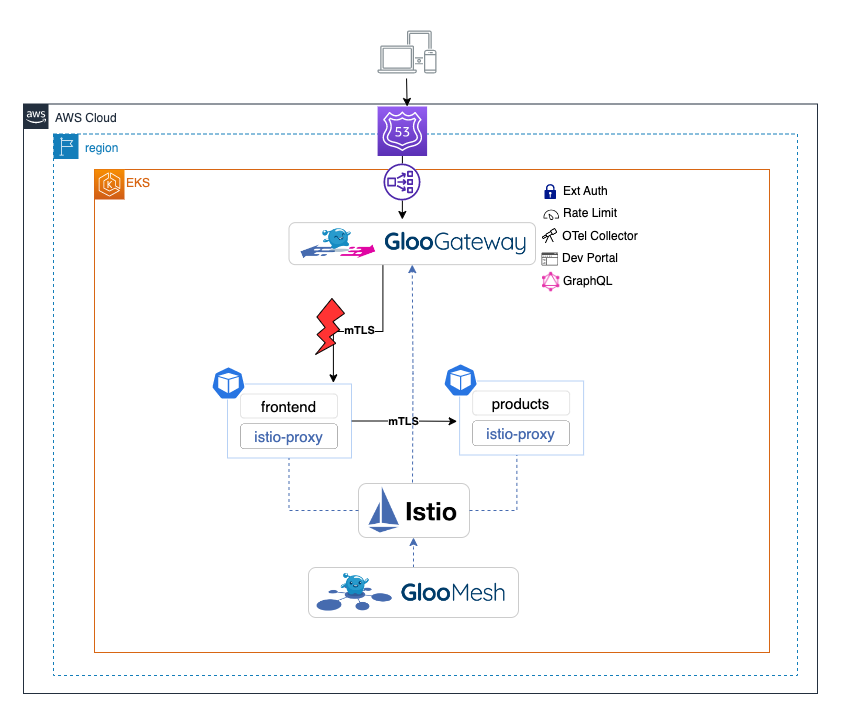 aws
AWS Cloud
53
region
K
EKS
Ext Auth
Rate Limit
OTel Collector
Dev Portal
GraphQL
GlooGateway
mTLS
frontend
istio-proxy
mTLS
products
istio-proxy
Istio
GlooMesh